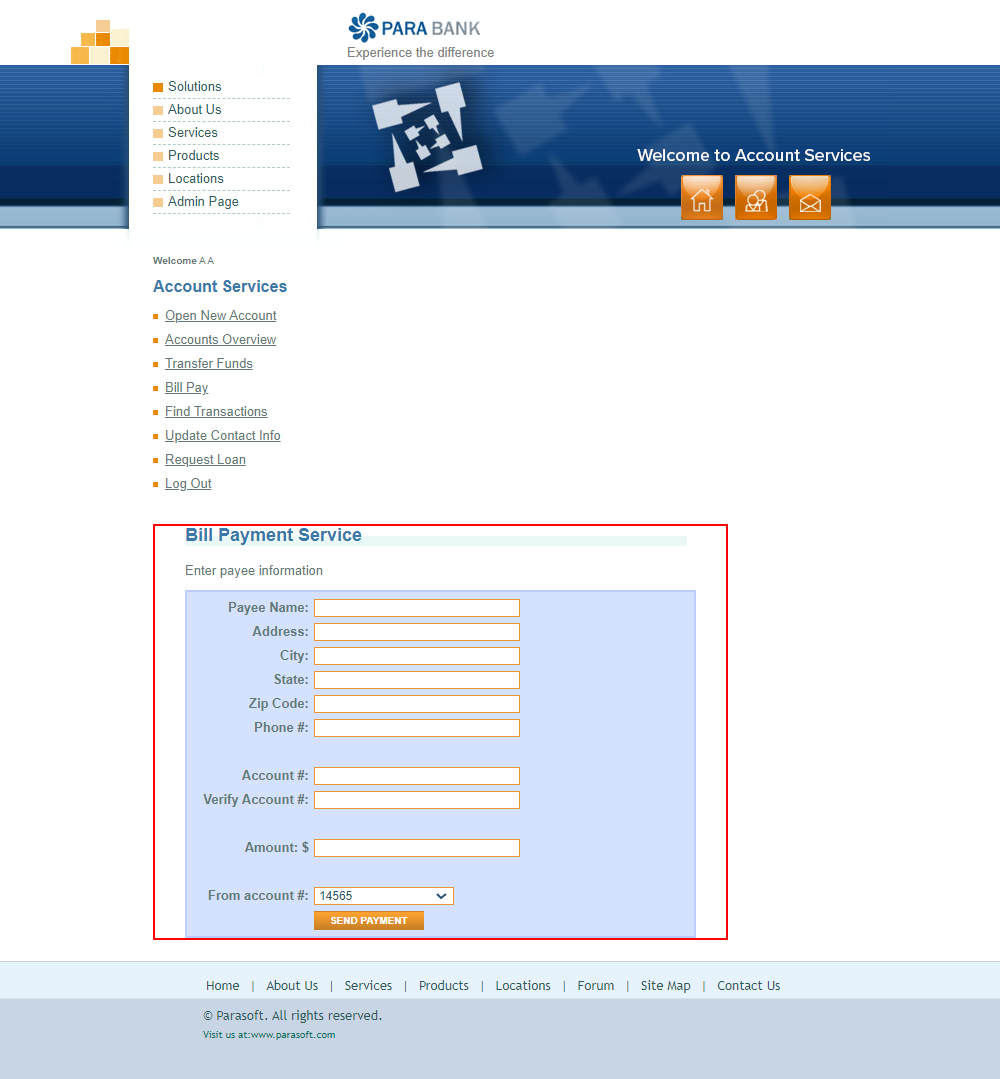 PARA BANK
Experience the difference
Solutions
About Us
Services
Products
Locations
Admin Page
Welcome to Account Services
Welcome A A
Account Services
Open New Account
Accounts Overview
Transfer Funds
Bill Pay
Find Transactions
Update Contact Info
Request Loan
Log Out
Bill Payment Service
Enter payee information
Payee Name:
Address:
City:
State:
Zip Code:
Phone #:
Account #:
Verify Account #:
Amount: $
From account #: 14565
SEND PAYMENT
Home | About Us | Services | Products | Locations | Forum | Site Map | Contact Us
© Parasoft. All rights reserved.
Visit us at:www.parasoft.com